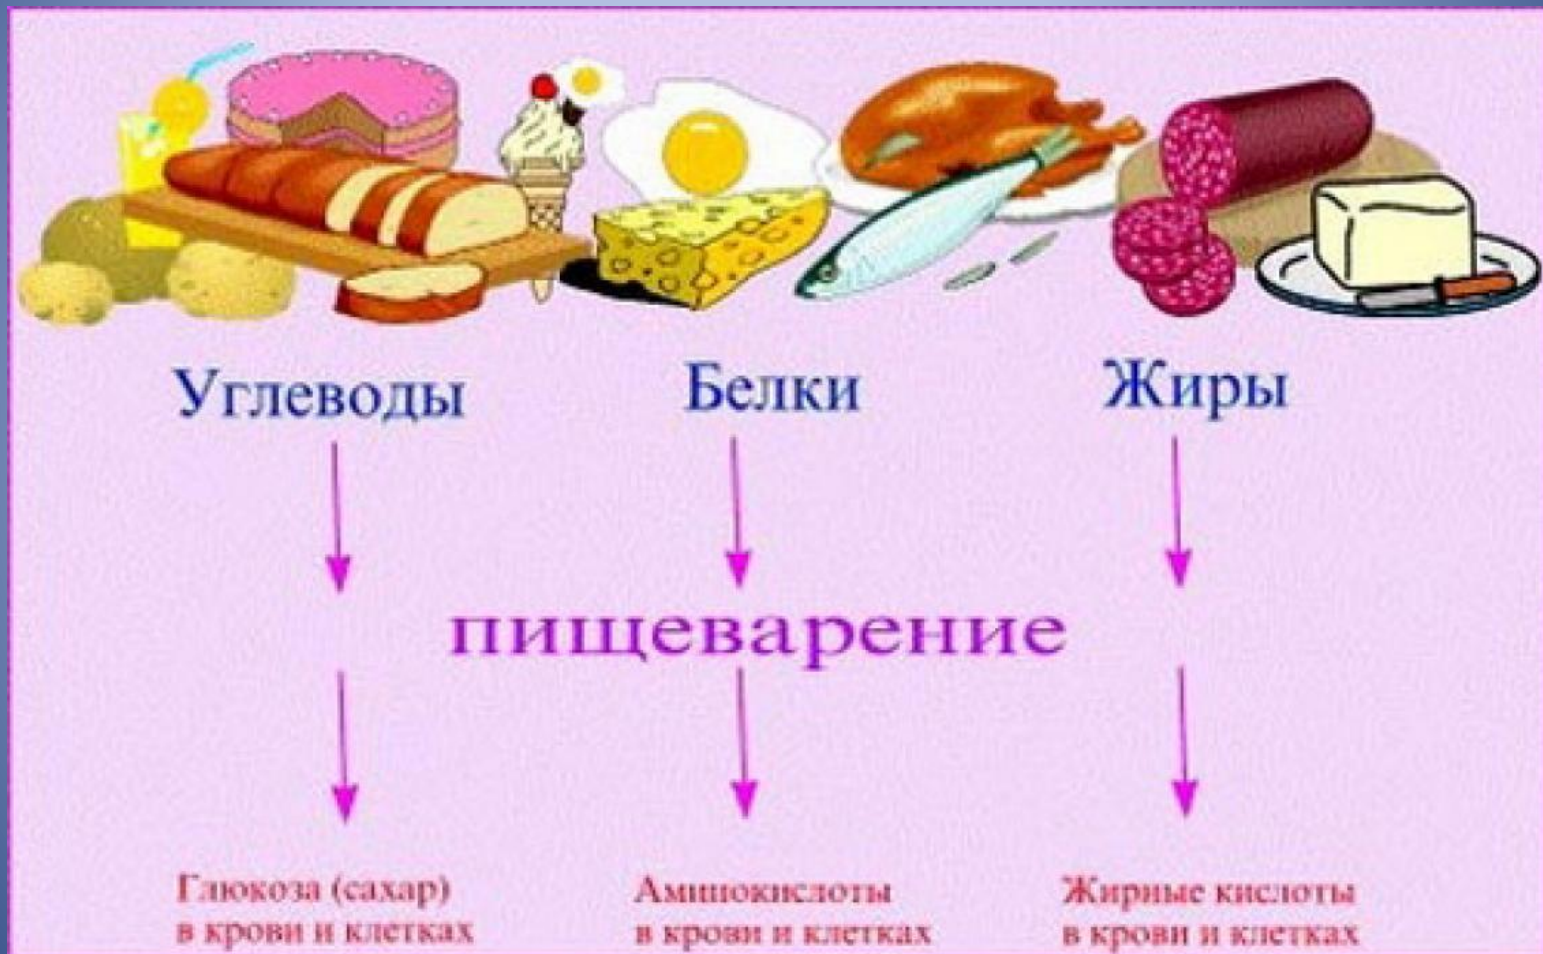 Углеводы Белки Жиры
пищеварение
Глюкоза (сахар)
в крови и клетках
Аминокислоты
в крови и клетках
Жирные кислоты
в крови и клетках